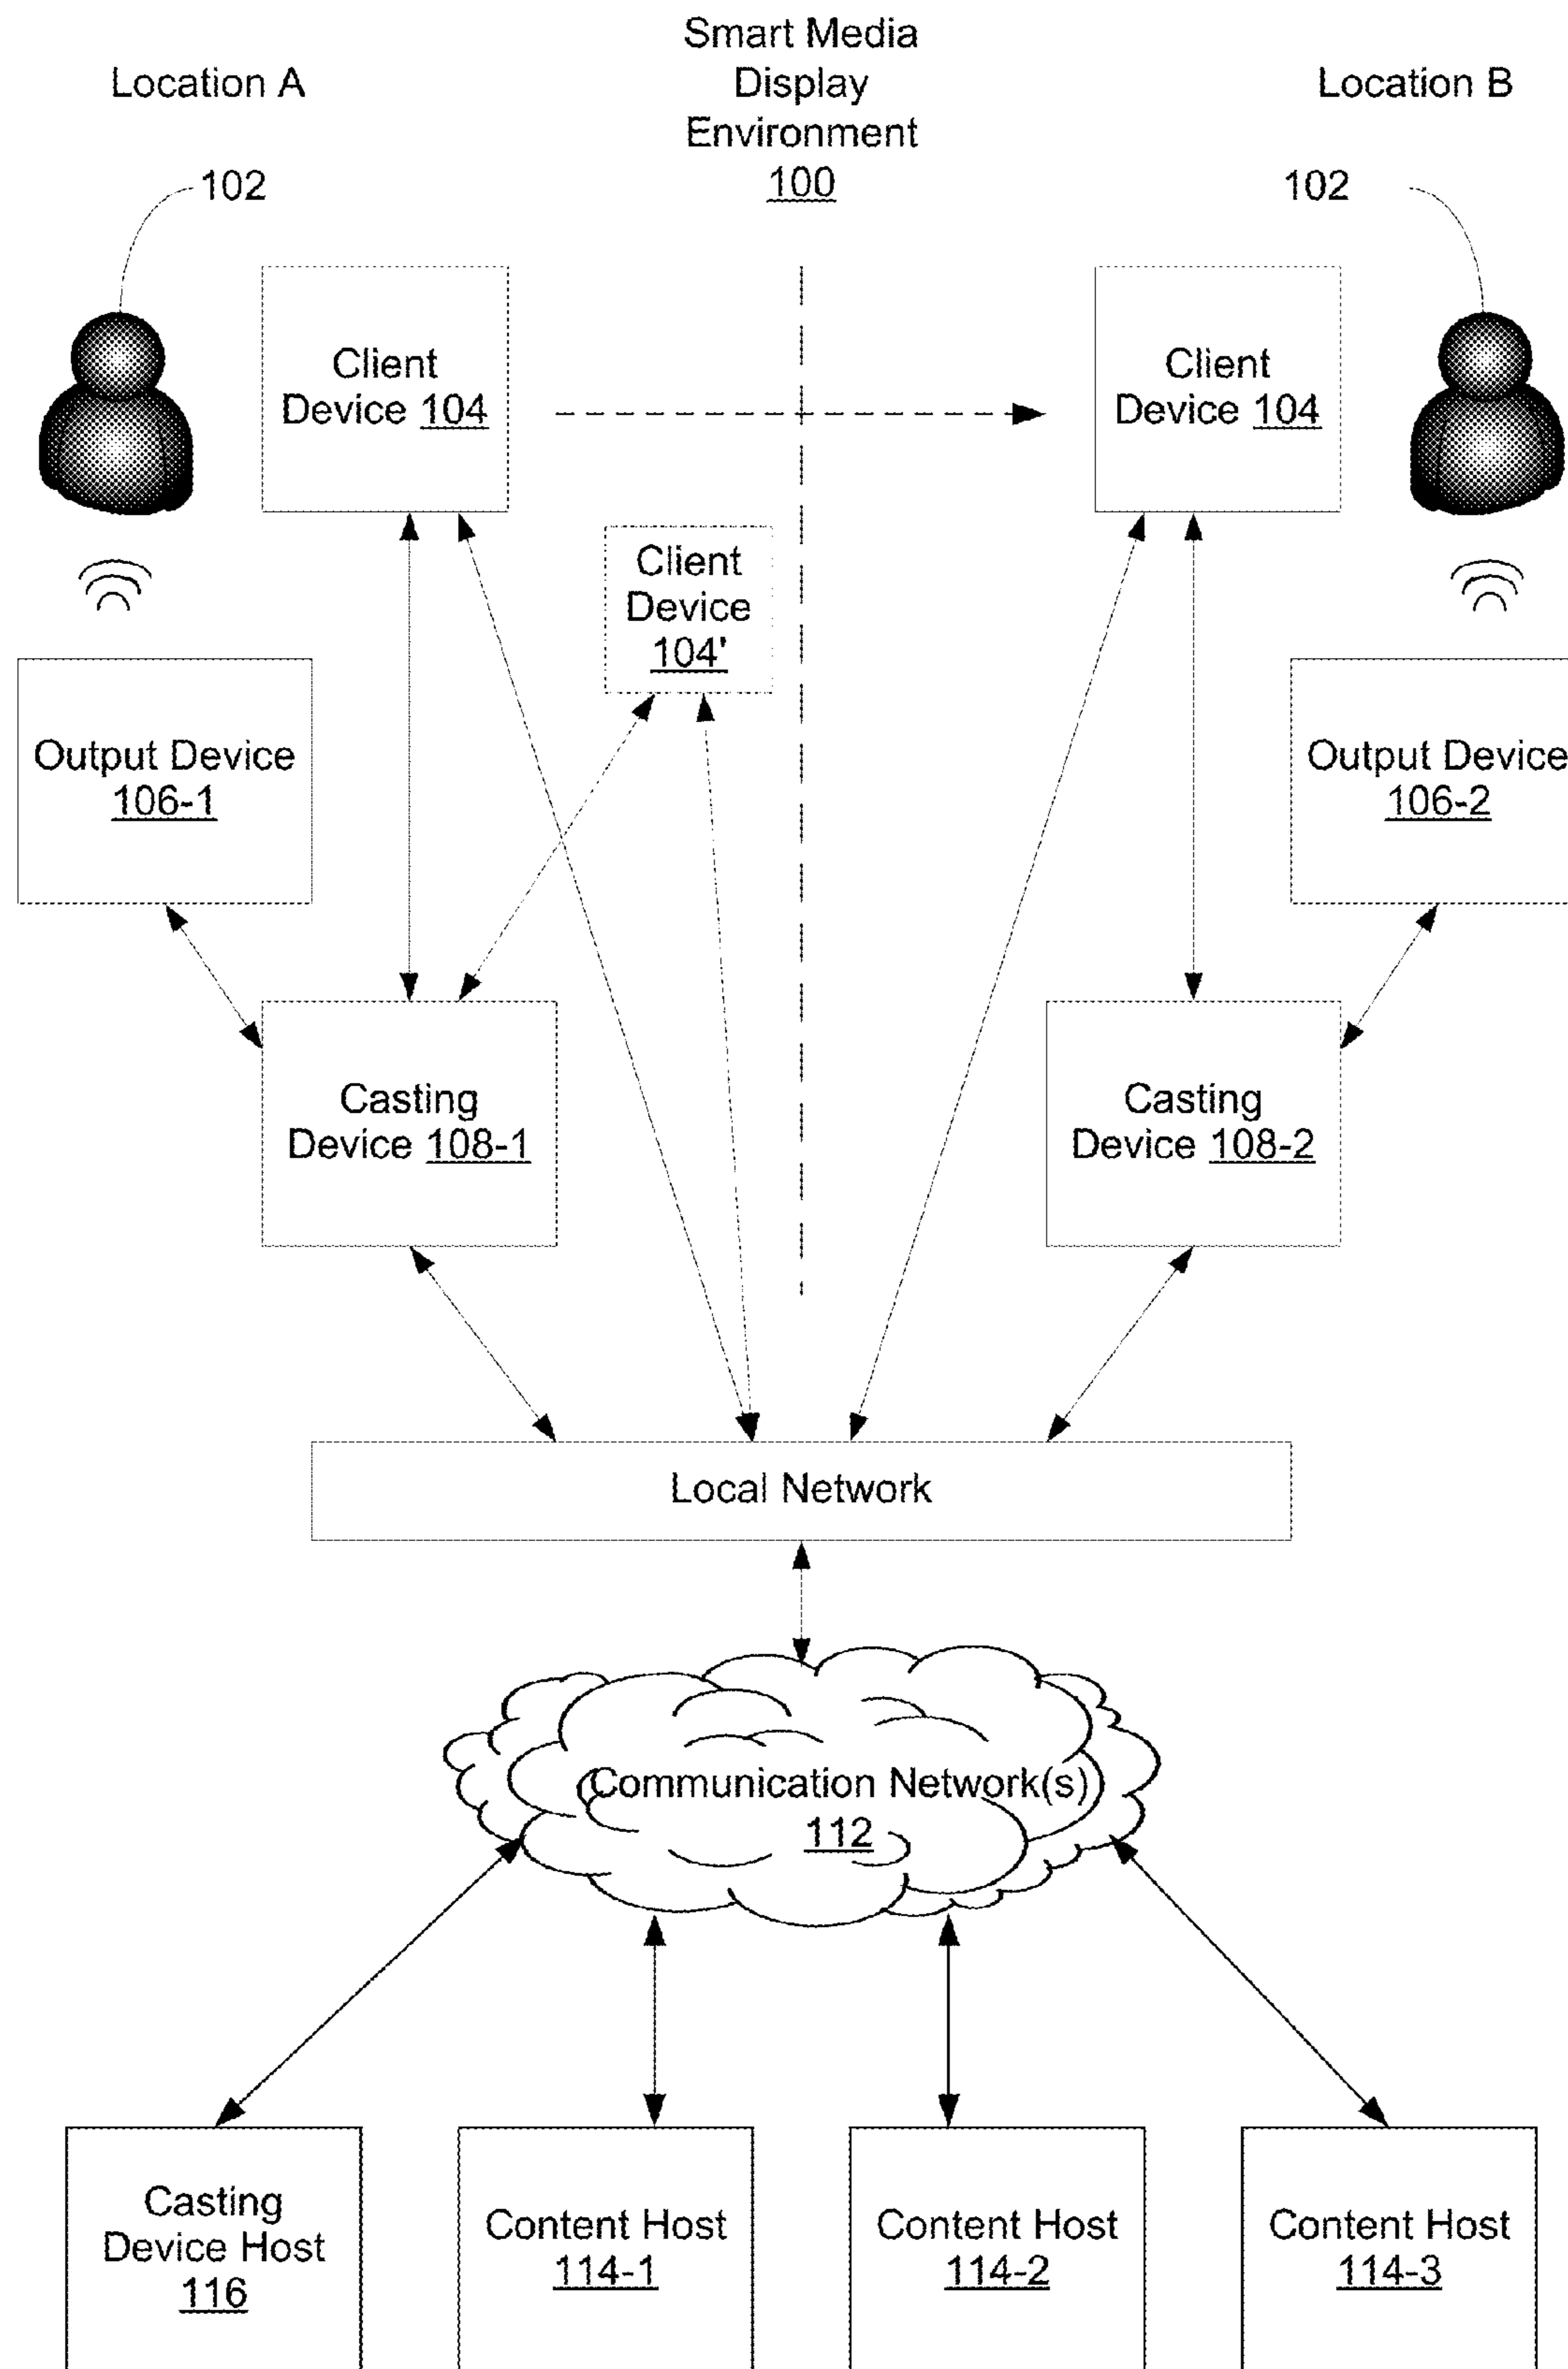 Smart Media
Display
Environment
100
Location A
Location B
102
102
Client
Device 104
Client
Device 104
Client
Device
104'
Output Device
106-1
Output Device
106-2
Casting
Device 108-1
Casting
Device 108-2
Local Network
Communication Network(s)
112
Casting
Device Host
116
Content Host
114-1
Content Host
114-2
Content Host
114-3